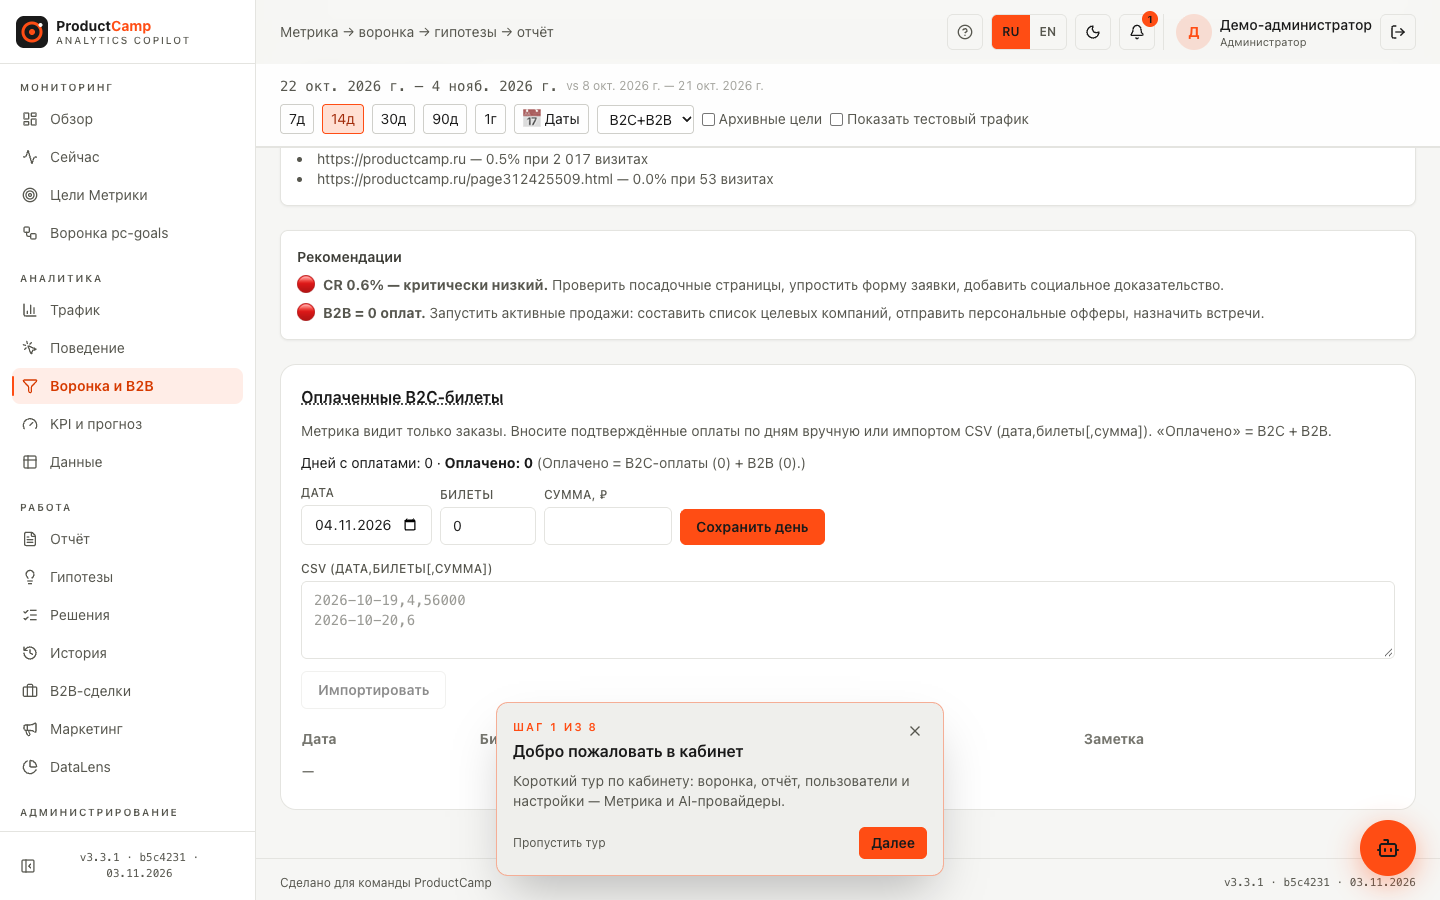 ProductCamp
ANALYTICS COPILOT
МОНИТОРИНГ
Обзор
Сейчас
Цели Метрики
Воронка pc-goals
АНАЛИТИКА
Трафик
Поведение
Воронка и B2B
KPI и прогноз
Данные
РАБОТА
Отчёт
Гипотезы
Решения
История
B2B-сделки
Маркетинг
DataLens
АДМИНИСТРИРОВАНИЕ
v3.3.1 · b5c4231 ·
03.11.2026
Метрика → воронка → гипотезы → отчёт
RU EN
1
Д
Демо-администратор
Администратор
22 окт. 2026 г. — 4 нояб. 2026 г. vs 8 окт. 2026 г. — 21 окт. 2026 г.
7д 14д 30д 90д 1г 17 Даты B2C+B2B Архивные цели Показать тестовый трафик
https://productcamp.ru — 0.5% при 2 017 визитах
https://productcamp.ru/page312425509.html — 0.0% при 53 визитах
Рекомендации
CR 0.6% — критически низкий. Проверить посадочные страницы, упростить форму заявки, добавить социальное доказательство.
B2B = 0 оплат. Запустить активные продажи: составить список целевых компаний, отправить персональные офферы, назначить встречи.
Оплаченные B2C-билеты
Метрика видит только заказы. Вносите подтверждённые оплаты по дням вручную или импортом CSV (дата,билеты[,сумма]). «Оплачено» = B2C + B2B.
Дней с оплатами: 0 · Оплачено: 0 (Оплачено = B2C-оплаты (0) + B2B (0).)
ДАТА БИЛЕТЫ СУММА, ₽
04.11.2026 0 Сохранить день
CSV (ДАТА,БИЛЕТЫ[,СУММА])
2026-10-19,4,56000
2026-10-20,6
Импортировать
Дата Би Заметка
—
ШАГ 1 ИЗ 8
Добро пожаловать в кабинет
Короткий тур по кабинету: воронка, отчёт, пользователи и
настройки — Метрика и AI-провайдеры.
Пропустить тур Далее
Сделано для команды ProductCamp
v3.3.1 · b5c4231 · 03.11.2026